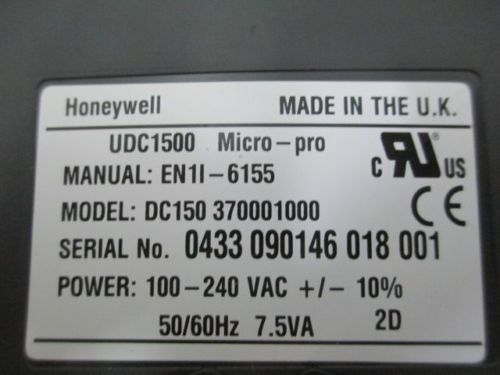 Honeywell MADE IN THE U.K.
UDC1500 Micro-pro
MANUAL: EN1I-6155
C RU ® US
MODEL: DC150 370001000
CE
SERIAL No. 0433 090146 018 001
POWER: 100-240 VAC +/- 10%
50/60Hz 7.5VA 2D